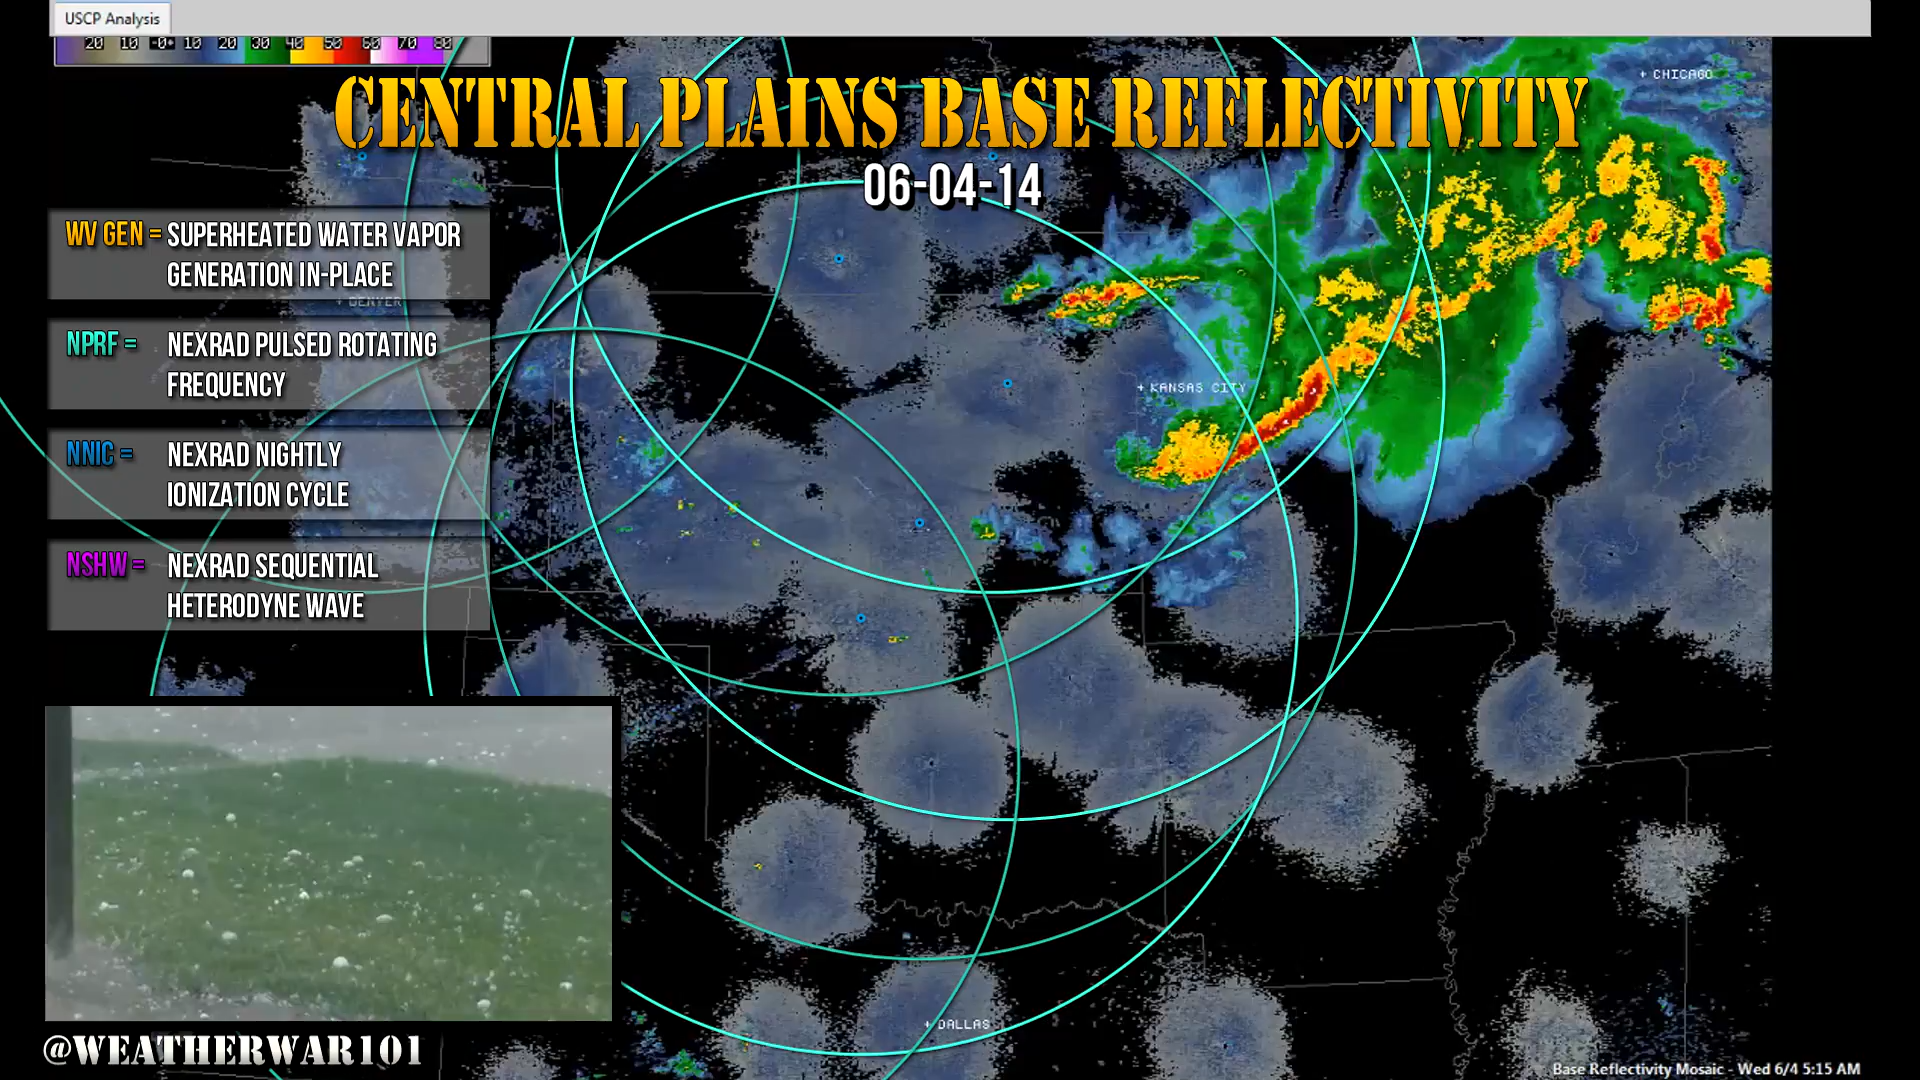 USCP Analysis
20 10 -0+ 10 20 30 40 50 60 70 80
CENTRAL PLAINS BASE REFLECTIVITY
06-04-14
+ CHICAGO
WV GEN = SUPERHEATED WATER VAPOR
GENERATION IN-PLACE
+ DENVER
NPRF = NEXRAD PULSED ROTATING
FREQUENCY
+ KANSAS CITY
NNIC = NEXRAD NIGHTLY
IONIZATION CYCLE
NSHW = NEXRAD SEQUENTIAL
HETERODYNE WAVE
+ DALLAS
@WEATHERWAR101
Base Reflectivity Mosaic - Wed 6/4 5:15 AM